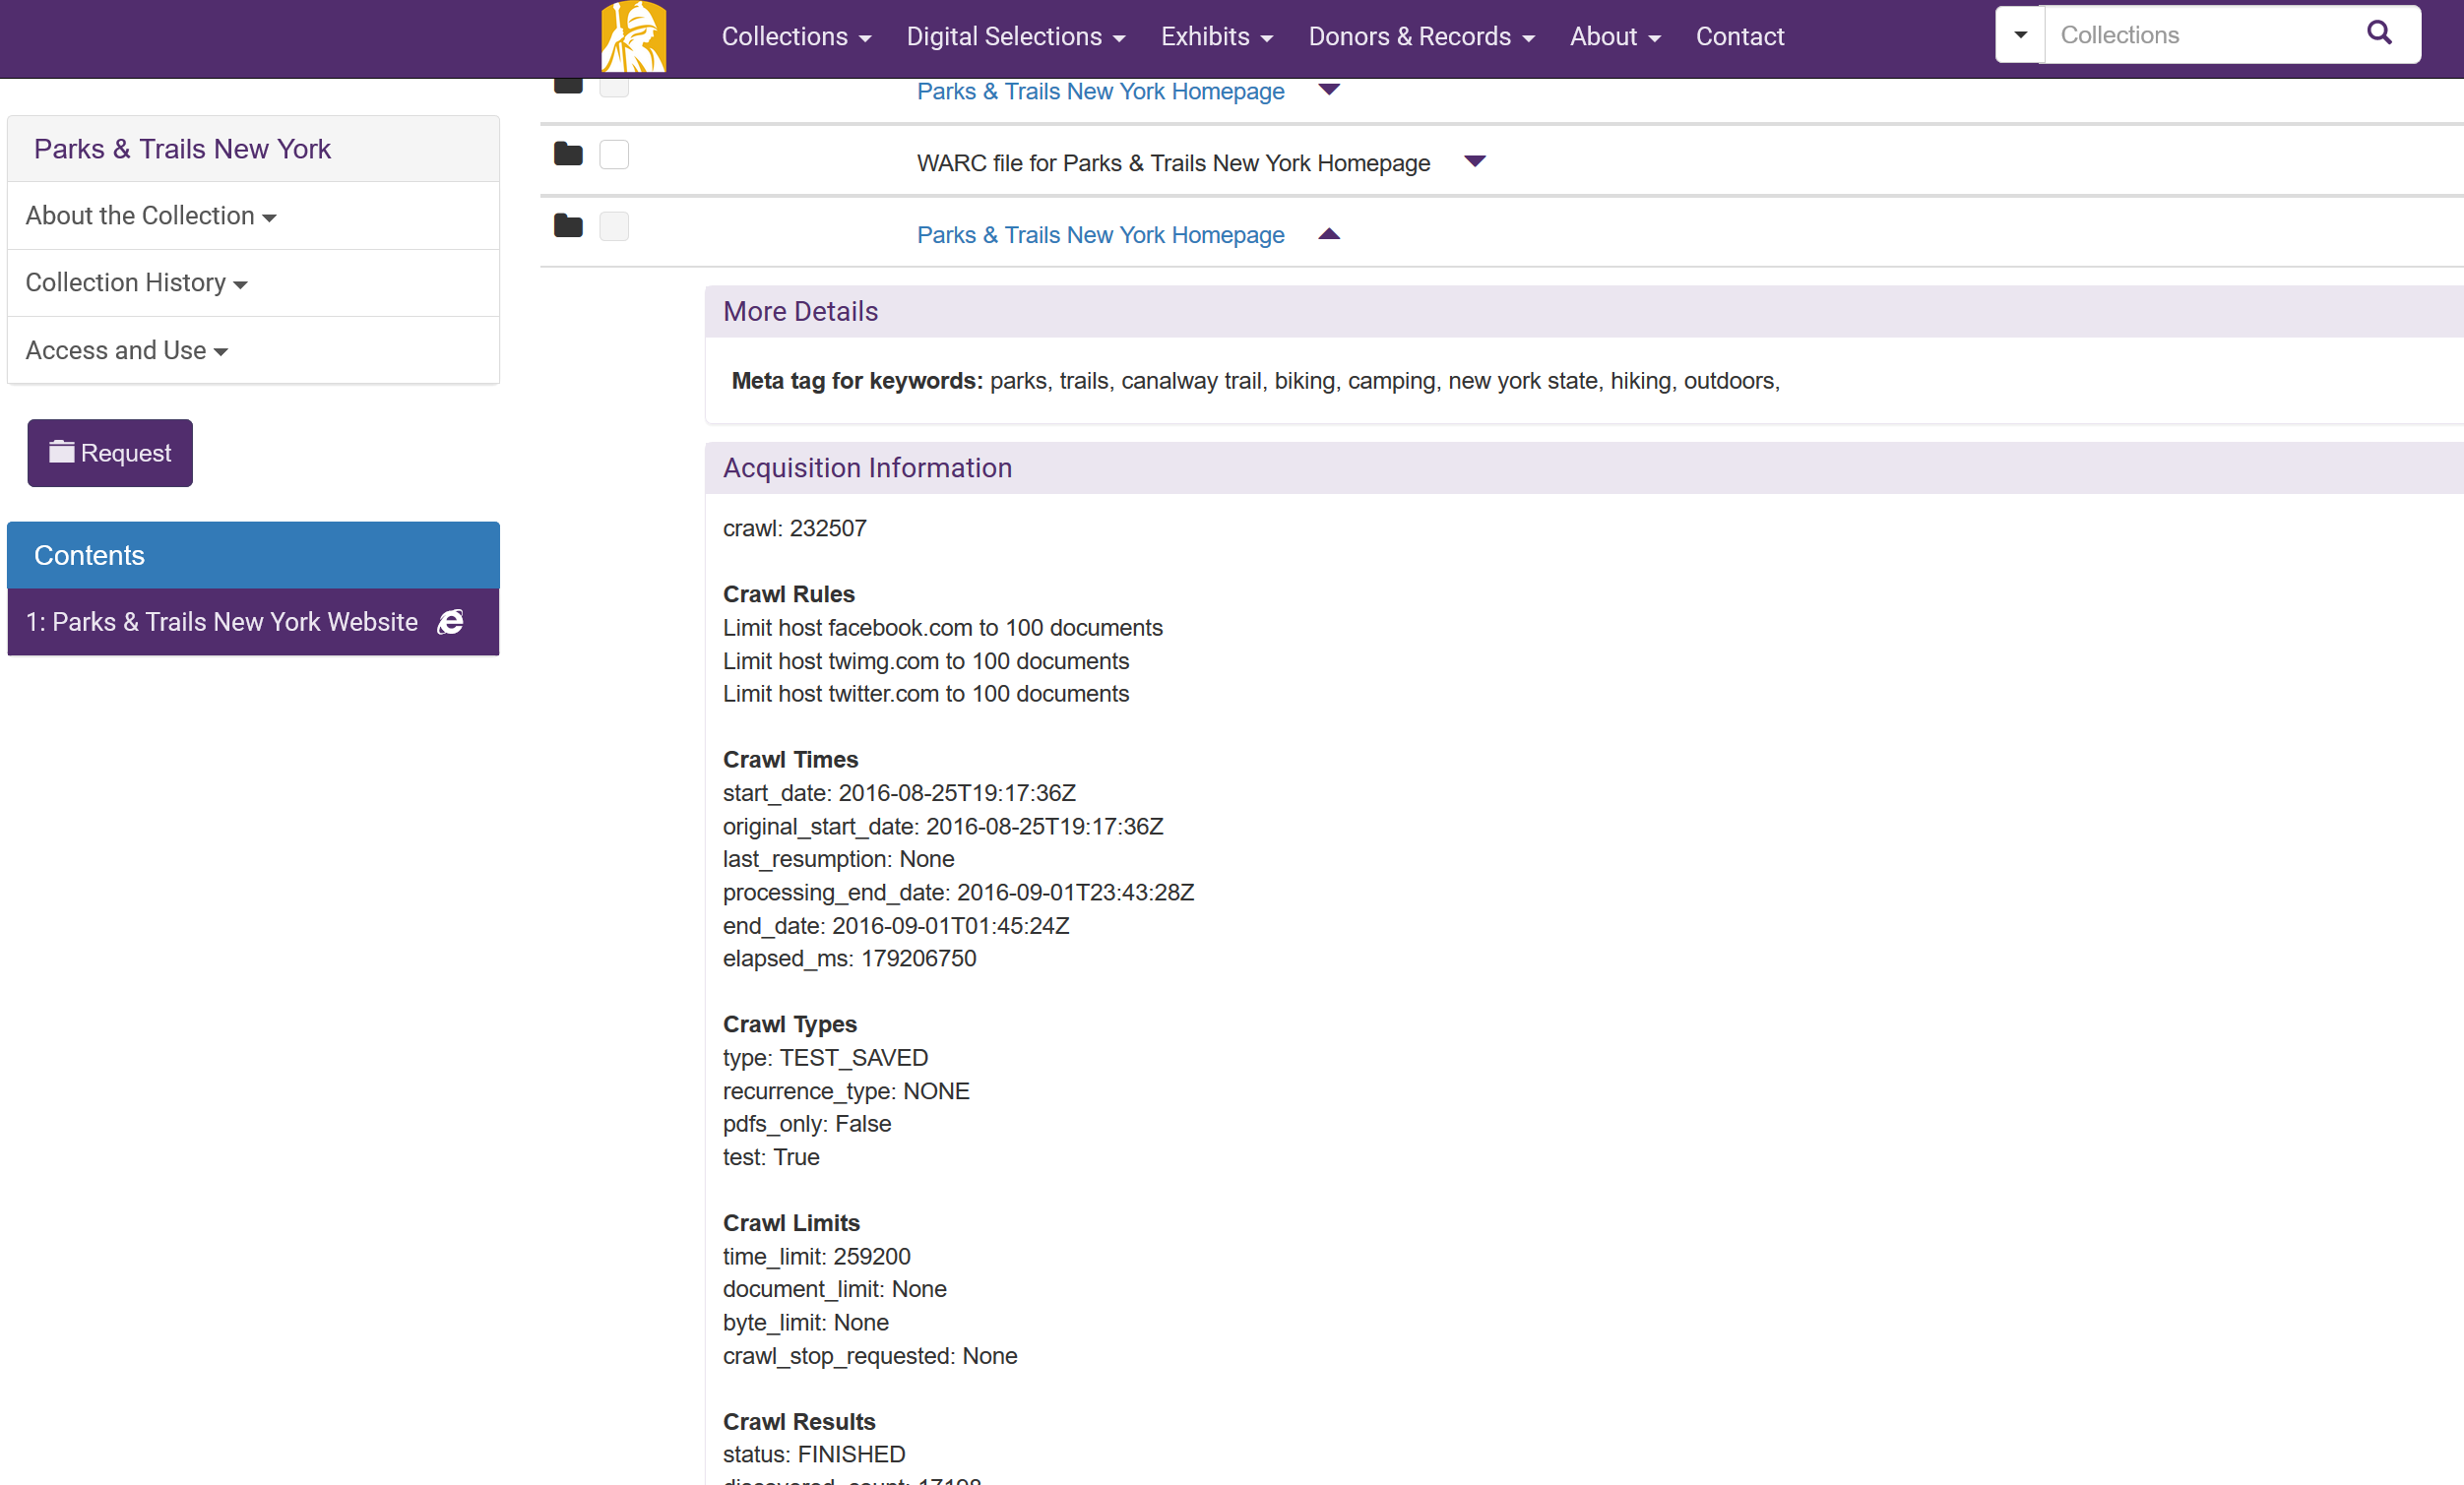 Collections Digital Selections Exhibits Donors & Records About Contact Collections
Parks & Trails New York
About the Collection
Collection History
Access and Use
Request
Contents
1: Parks & Trails New York Website
Parks & Trails New York Homepage
WARC file for Parks & Trails New York Homepage
Parks & Trails New York Homepage
More Details
Meta tag for keywords: parks, trails, canalway trail, biking, camping, new york state, hiking, outdoors,
Acquisition Information
crawl: 232507
Crawl Rules
Limit host facebook.com to 100 documents
Limit host twimg.com to 100 documents
Limit host twitter.com to 100 documents
Crawl Times
start_date: 2016-08-25T19:17:36Z
original_start_date: 2016-08-25T19:17:36Z
last_resumption: None
processing_end_date: 2016-09-01T23:43:28Z
end_date: 2016-09-01T01:45:24Z
elapsed_ms: 179206750
Crawl Types
type: TEST_SAVED
recurrence_type: NONE
pdfs_only: False
test: True
Crawl Limits
time_limit: 259200
document_limit: None
byte_limit: None
crawl_stop_requested: None
Crawl Results
status: FINISHED